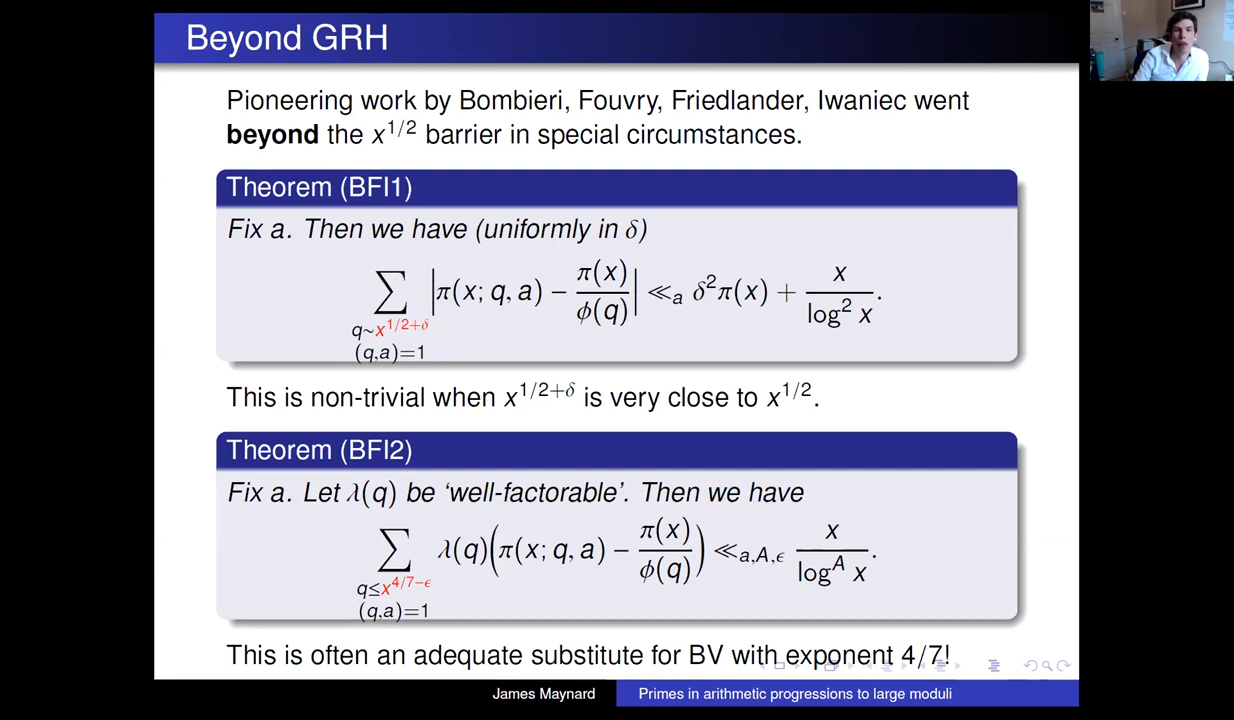 Beyond GRH
Pioneering work by Bombieri, Fouvry, Friedlander, Iwaniec went
beyond the x^{1/2} barrier in special circumstances.
Theorem (BFI1)
Fix a. Then we have (uniformly in δ)
∑_{q∼x^{1/2+δ}, (q,a)=1} |π(x; q, a) − π(x)/ϕ(q)| ≪_a δ²π(x) + x/log² x.
This is non-trivial when x^{1/2+δ} is very close to x^{1/2}.
Theorem (BFI2)
Fix a. Let λ(q) be ‘well-factorable’. Then we have
∑_{q≤x^{4/7−ϵ}, (q,a)=1} λ(q)(π(x; q, a) − π(x)/ϕ(q)) ≪_{a,A,ϵ} x/log^A x.
This is often an adequate substitute for BV with exponent 4/7!
James Maynard Primes in arithmetic progressions to large moduli